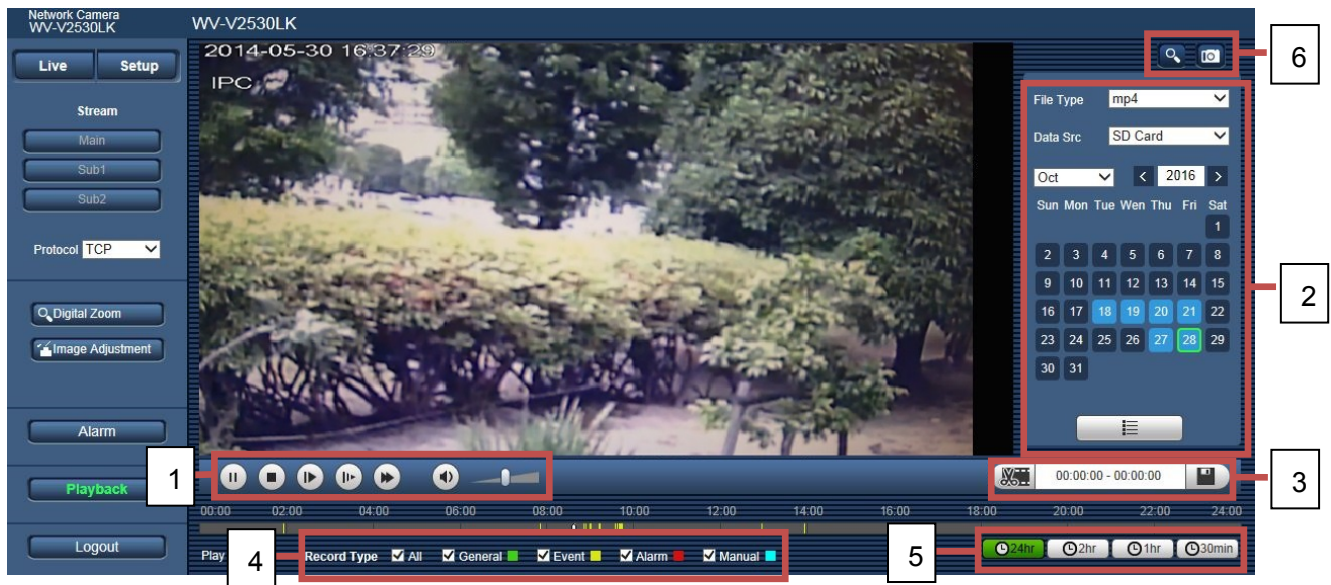 Network Camera
WV-V2530LK
WV-V2530LK
Live
Setup
2014-05-30 16:37:29
IPC
6
Stream
Main
Sub1
Sub2
Protocol TCP
Digital Zoom
Image Adjustment
Alarm
Playback
Logout
File Type mp4
Data Src SD Card
Oct < 2016 >
Sun Mon Tue Wen Thu Fri Sat
1
2 3 4 5 6 7 8
9 10 11 12 13 14 15
16 17 18 19 20 21 22
23 24 25 26 27 28 29
30 31
2
1
00:00:00 - 00:00:00
3
00:00 02:00 04:00 06:00 08:00 10:00 12:00 14:00 16:00 18:00 20:00 22:00 24:00
Play
4
Record Type All General Event Alarm Manual
5
24hr 2hr 1hr 30min